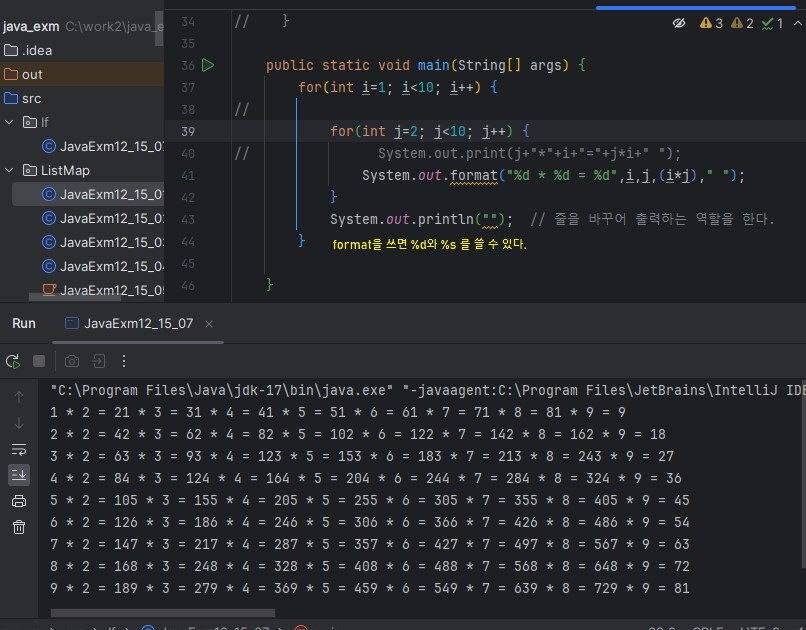 java_exm C:\work2\java_e
.idea
out
src
lf
JavaExm12_15_0
ListMap
JavaExm12_15_0
JavaExm12_15_0
JavaExm12_15_0
JavaExm12_15_0
JavaExm12_15_0
3 2 1
34 // }
35
36 public static void main(String[] args) {
37 for(int i=1; i<10; i++) {
38 //
39 for(int j=2; j<10; j++) {
40 // System.out.print(j+"*"+i+"="+j*i+" ");
41 System.out.format("%d * %d = %d",i,j,(i*j)," ");
42 }
43 System.out.println(""); // 줄을 바꾸어 출력하는 역할을 한다.
44 } format을 쓰면 %d와 %s 를 쓸 수 있다.
45
46 }
Run JavaExm12_15_07
"C:\Program Files\Java\jdk-17\bin\java.exe" "-javaagent:C:\Program Files\JetBrains\IntelliJ IDE
1 * 2 = 21 * 3 = 31 * 4 = 41 * 5 = 51 * 6 = 61 * 7 = 71 * 8 = 81 * 9 = 9
2 * 2 = 42 * 3 = 62 * 4 = 82 * 5 = 102 * 6 = 122 * 7 = 142 * 8 = 162 * 9 = 18
3 * 2 = 63 * 3 = 93 * 4 = 123 * 5 = 153 * 6 = 183 * 7 = 213 * 8 = 243 * 9 = 27
4 * 2 = 84 * 3 = 124 * 4 = 164 * 5 = 204 * 6 = 244 * 7 = 284 * 8 = 324 * 9 = 36
5 * 2 = 105 * 3 = 155 * 4 = 205 * 5 = 255 * 6 = 305 * 7 = 355 * 8 = 405 * 9 = 45
6 * 2 = 126 * 3 = 186 * 4 = 246 * 5 = 306 * 6 = 366 * 7 = 426 * 8 = 486 * 9 = 54
7 * 2 = 147 * 3 = 217 * 4 = 287 * 5 = 357 * 6 = 427 * 7 = 497 * 8 = 567 * 9 = 63
8 * 2 = 168 * 3 = 248 * 4 = 328 * 5 = 408 * 6 = 488 * 7 = 568 * 8 = 648 * 9 = 72
9 * 2 = 189 * 3 = 279 * 4 = 369 * 5 = 459 * 6 = 549 * 7 = 639 * 8 = 729 * 9 = 81